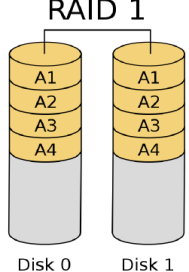 RAID 1
A1 A1
A2 A2
A3 A3
A4 A4
Disk 0 Disk 1